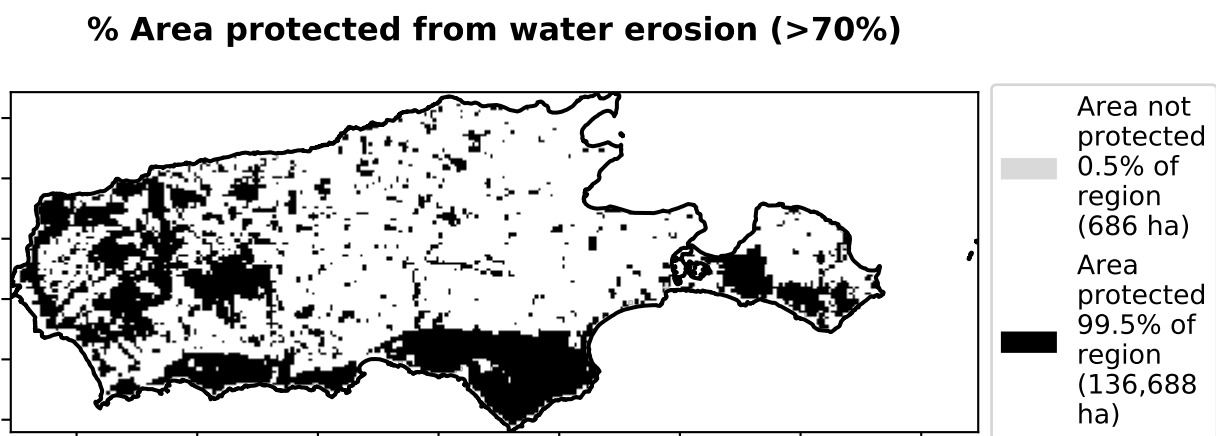 % Area protected from water erosion (>70%)
Area not
protected
0.5% of
region
(686 ha)
Area
protected
99.5% of
region
(136,688
ha)